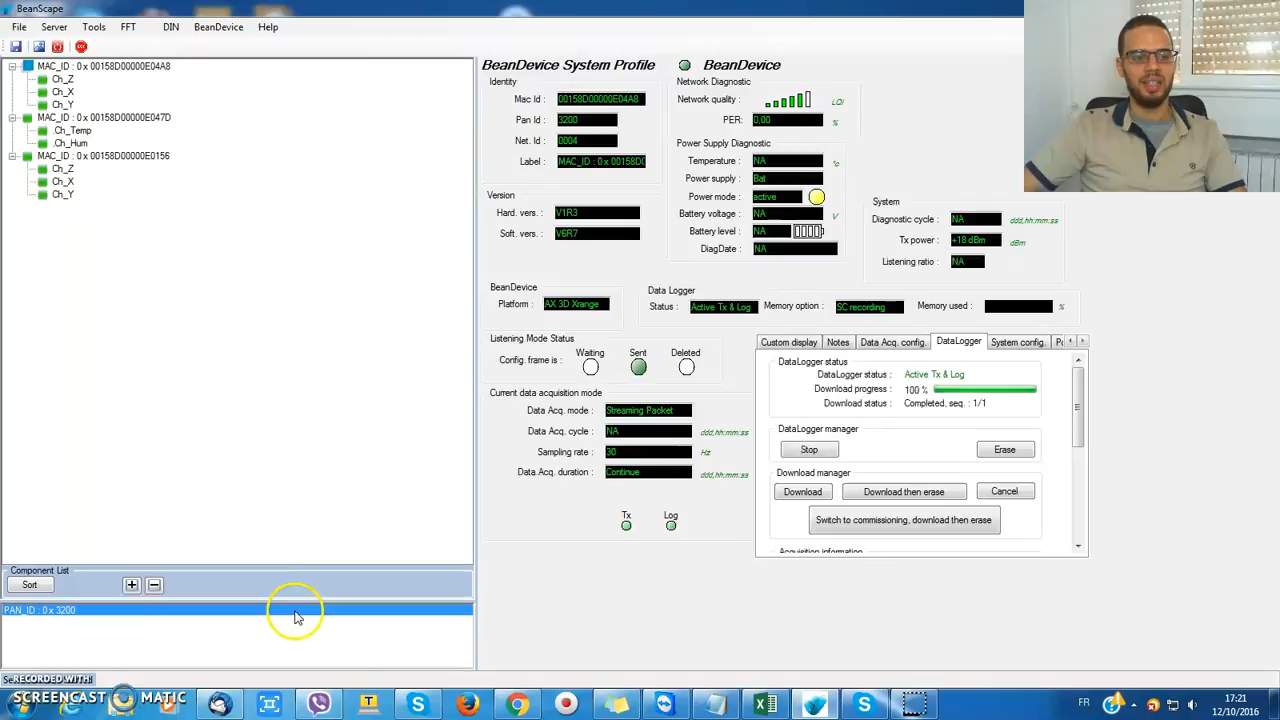 BeanScape
File Server Tools FFT DIN BeanDevice Help
MAC_ID : 0 x 00158D00000E04A8
Ch_Z
Ch_X
Ch_Y
MAC_ID : 0 x 00158D00000E047D
Ch_Temp
Ch_Hum
MAC_ID : 0 x 00158D00000E0156
Ch_Z
Ch_X
Ch_Y
Component List
Sort
PAN_ID : 0 x 3200
BeanDevice System Profile
Identity
Mac Id : 00158D00000E04A8
Pan Id : 3200
Net. Id : 0004
Label : MAC_ID : 0 x 00158D0
Version
Hard. vers. : V1R3
Soft. vers. : V6R7
BeanDevice
Platform : AX 3D Xrange
Listening Mode Status
Waiting Sent Deleted
Config. frame is :
Current data acquisition mode
Data Acq. mode : Streaming Packet
Data Acq. cycle : NA ddd,hh:mm:ss
Sampling rate : 30 Hz
Data Acq. duration : Continue ddd,hh:mm:ss
Tx Log
BeanDevice
Network Diagnostic
Network quality : LQI
PER: 0,00 %
Power Supply Diagnostic
Temperature : NA °c
Power supply : Bat
Power mode : active
Battery voltage : NA V
Battery level : NA
DiagDate : NA
System
Diagnostic cycle : NA ddd,hh:mm:ss
Tx power : +18 dBm dBm
Listening ratio : NA
Data Logger
Status : Active Tx & Log Memory option : SC recording Memory used : %
Custom display Notes Data Acq. config. DataLogger System config.
DataLogger status
DataLogger status : Active Tx & Log
Download progress : 100 %
Download status : Completed, seq. : 1/1
DataLogger manager
Stop Erase
Download manager
Download Download then erase Cancel
Switch to commissioning, download then erase
Acquisition information
RECORDED WITH
SCREENCAST MATIC
FR 17:21
12/10/2016